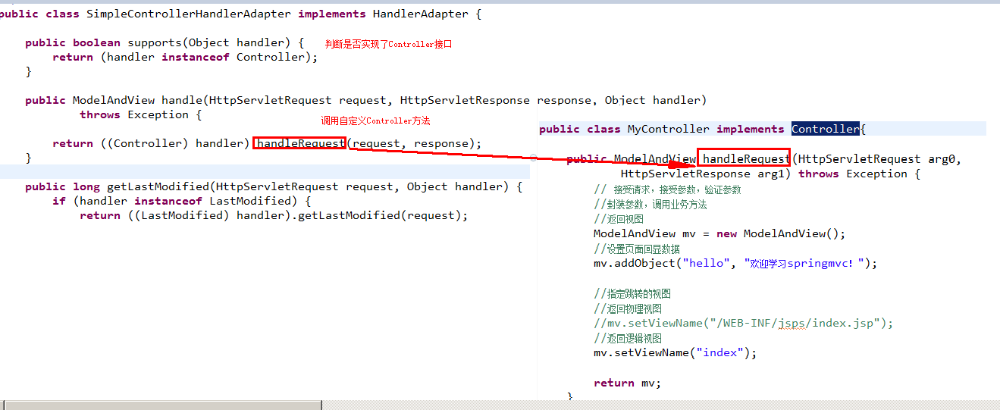 public class SimpleControllerHandlerAdapter implements HandlerAdapter {
public boolean supports(Object handler) {
判断是否实现了Controller接口
return (handler instanceof Controller);
}
public ModelAndView handle(HttpServletRequest request, HttpServletResponse response, Object handler)
throws Exception {
调用自定义Controller方法
return ((Controller) handler).handleRequest(request, response);
}
public long getLastModified(HttpServletRequest request, Object handler) {
if (handler instanceof LastModified) {
return ((LastModified) handler).getLastModified(request);
public class MyController implements Controller{
public ModelAndView handleRequest(HttpServletRequest arg0,
HttpServletResponse arg1) throws Exception {
// 接受请求，接受参数，验证参数
//封装参数，调用业务方法
//返回视图
ModelAndView mv = new ModelAndView();
//设置页面回显数据
mv.addObject("hello", "欢迎学习springmvc！");
//指定跳转的视图
//返回物理视图
//mv.setViewName("/WEB-INF/jsps/index.jsp");
//返回逻辑视图
mv.setViewName("index");
return mv;
}